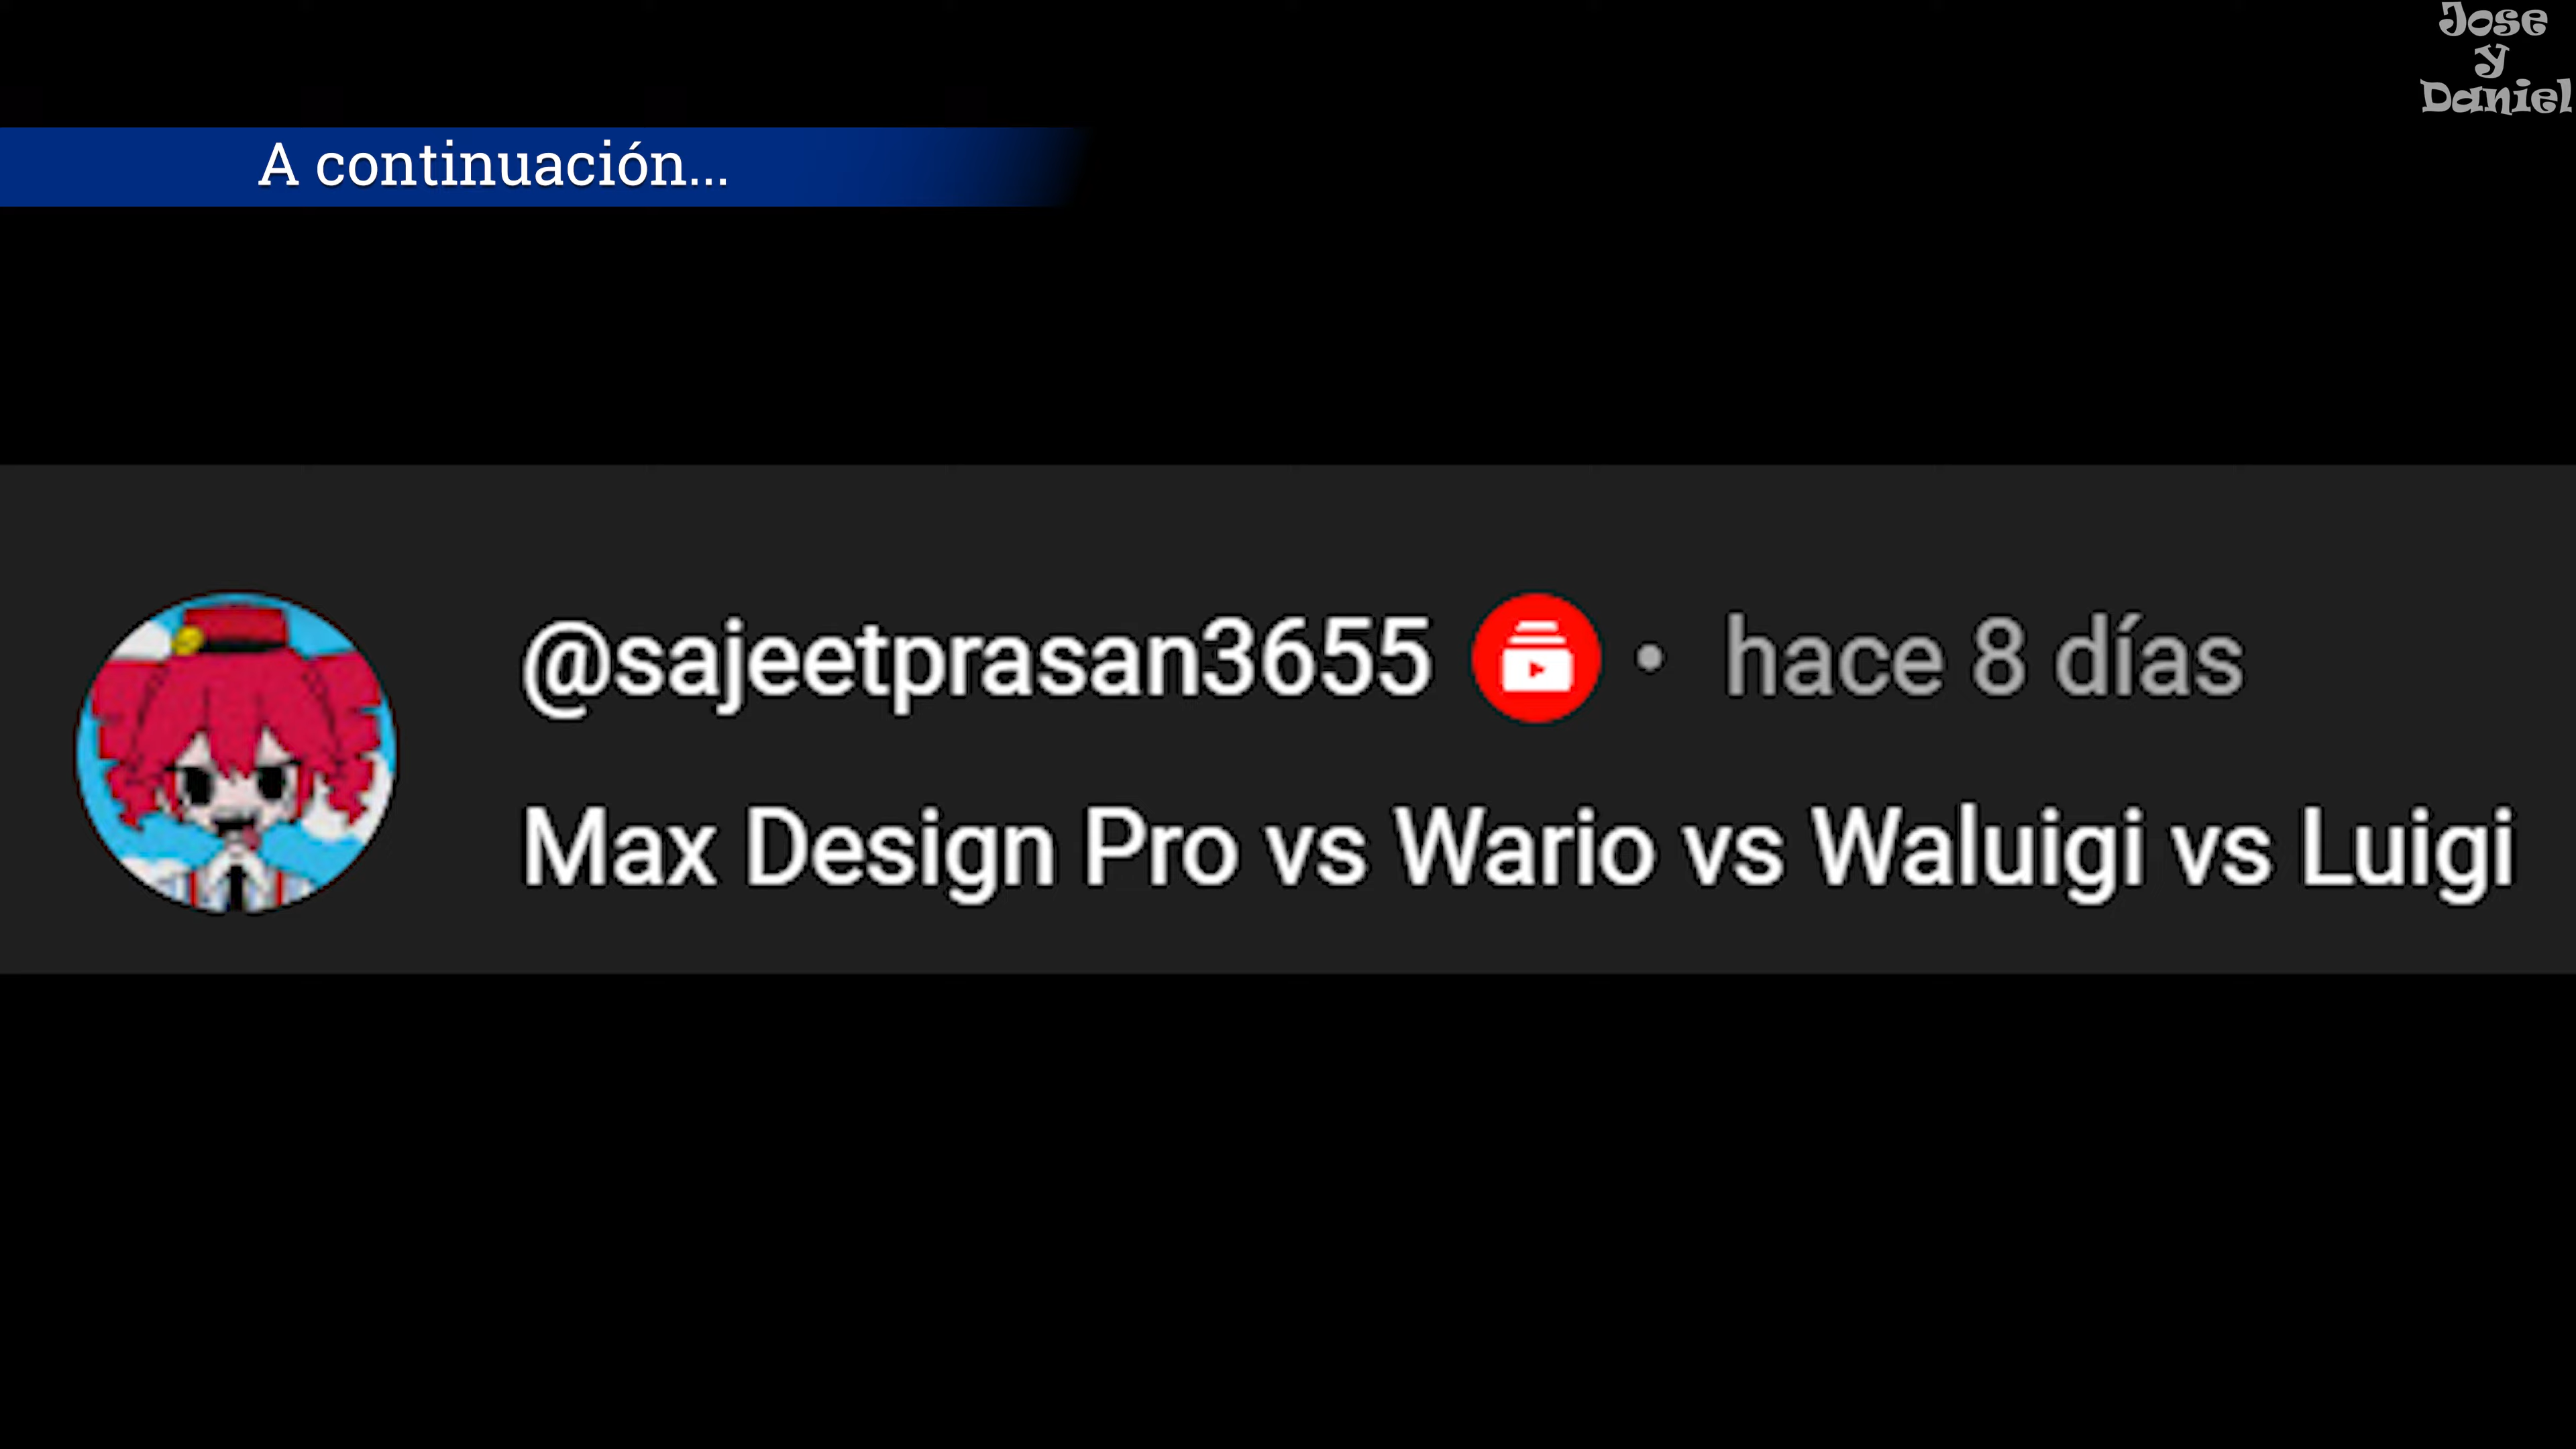 Jose
y
Daniel
A continuación...
@sajeetprasan3655 • hace 8 días
Max Design Pro vs Wario vs Waluigi vs Luigi